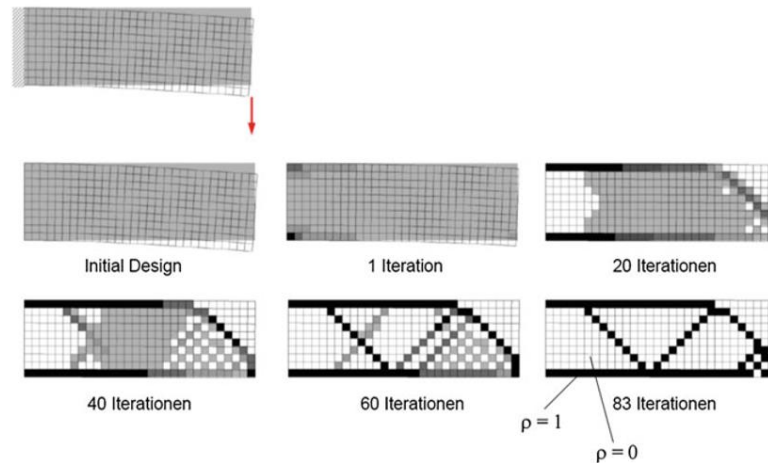 Initial Design
1 Iteration
20 Iterationen
40 Iterationen
60 Iterationen
83 Iterationen
ρ = 1
ρ = 0